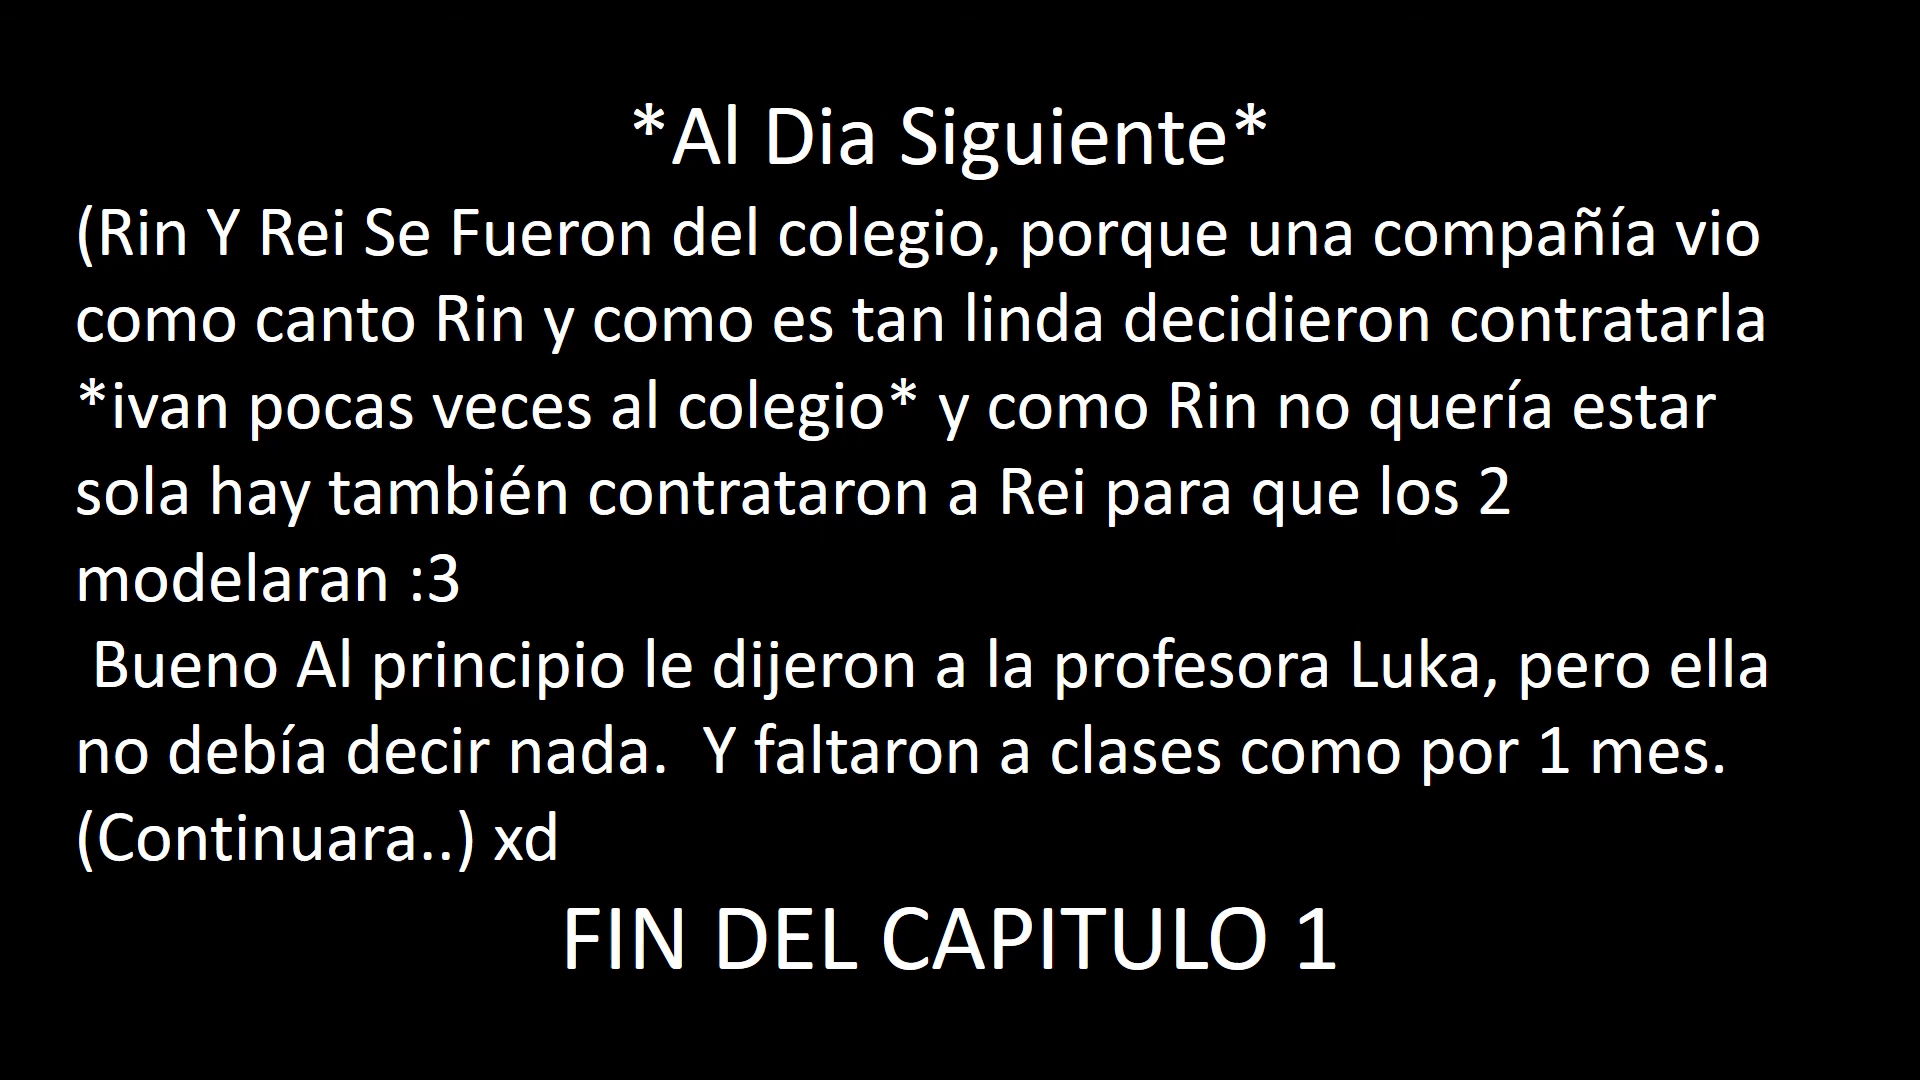 *Al Dia Siguiente*
(Rin Y Rei Se Fueron del colegio, porque una compañía vio
como canto Rin y como es tan linda decidieron contratarla
*ivan pocas veces al colegio* y como Rin no quería estar
sola hay también contrataron a Rei para que los 2
modelaran :3
Bueno Al principio le dijeron a la profesora Luka, pero ella
no debía decir nada.  Y faltaron a clases como por 1 mes.
(Continuara..) xd
FIN DEL CAPITULO 1